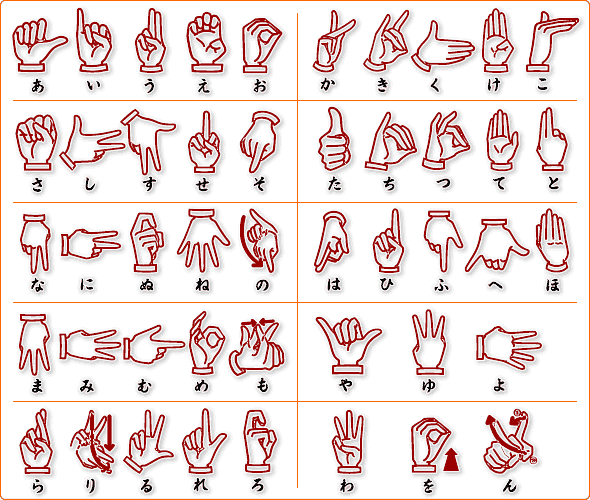 あ い う え お か き く け こ
さ し す せ そ た ち つ て と
な に ぬ ね の は ひ ふ へ ほ
ま み む め も や ゆ よ
ら り る れ ろ わ を ん